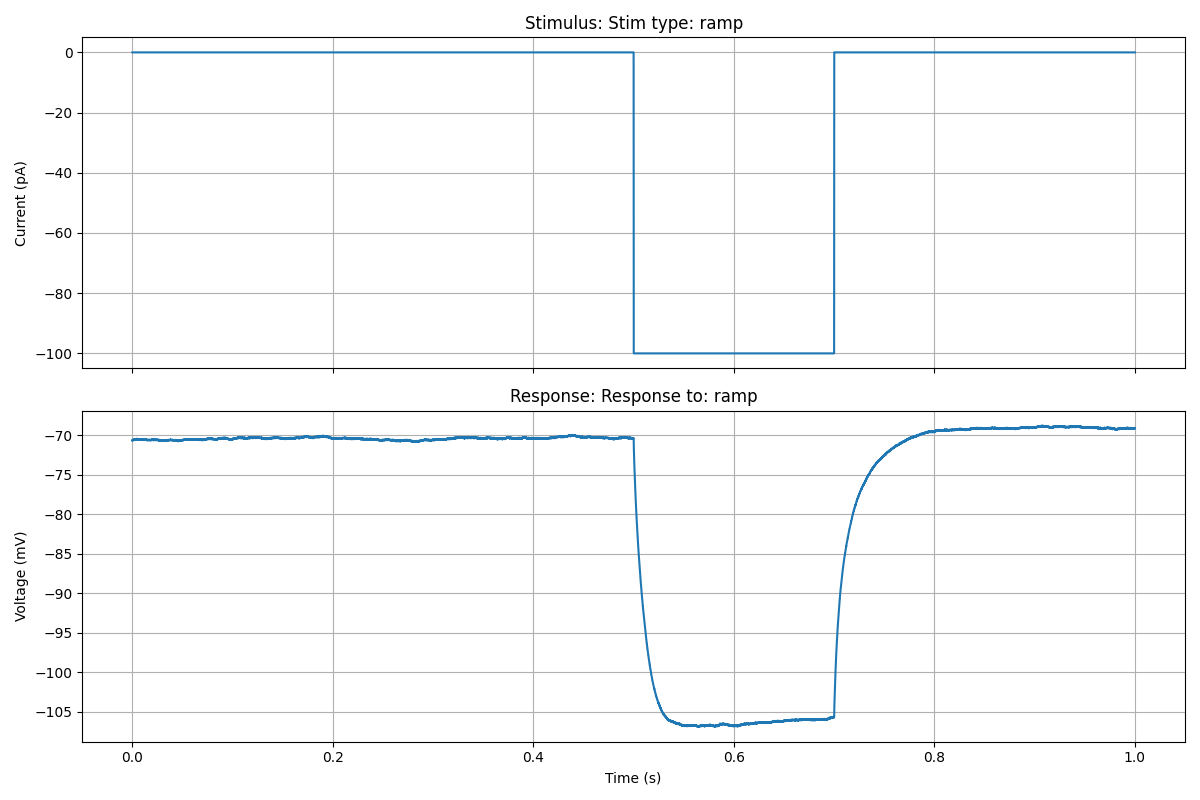 Stimulus: Stim type: ramp
0
−20
−40
−60
−80
−100
Current (pA)
Response: Response to: ramp
−70
−75
−80
−85
−90
−95
−100
−105
Voltage (mV)
0.0 0.2 0.4 0.6 0.8 1.0
Time (s)